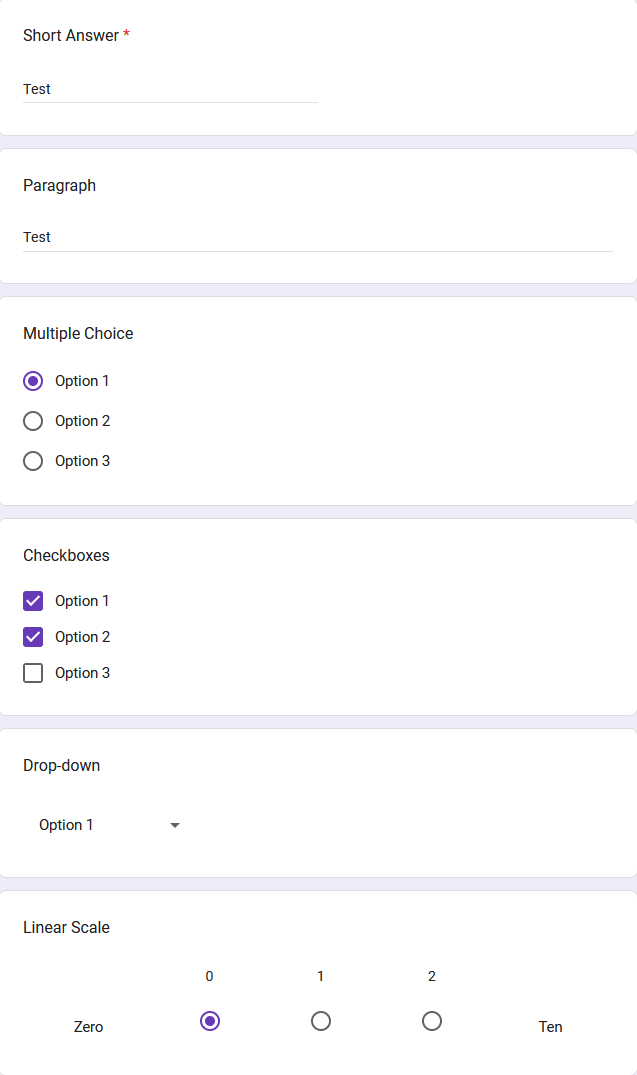 Short Answer *
Test
Paragraph
Test
Multiple Choice
Option 1
Option 2
Option 3
Checkboxes
Option 1
Option 2
Option 3
Drop-down
Option 1
Linear Scale
0 1 2
Zero Ten